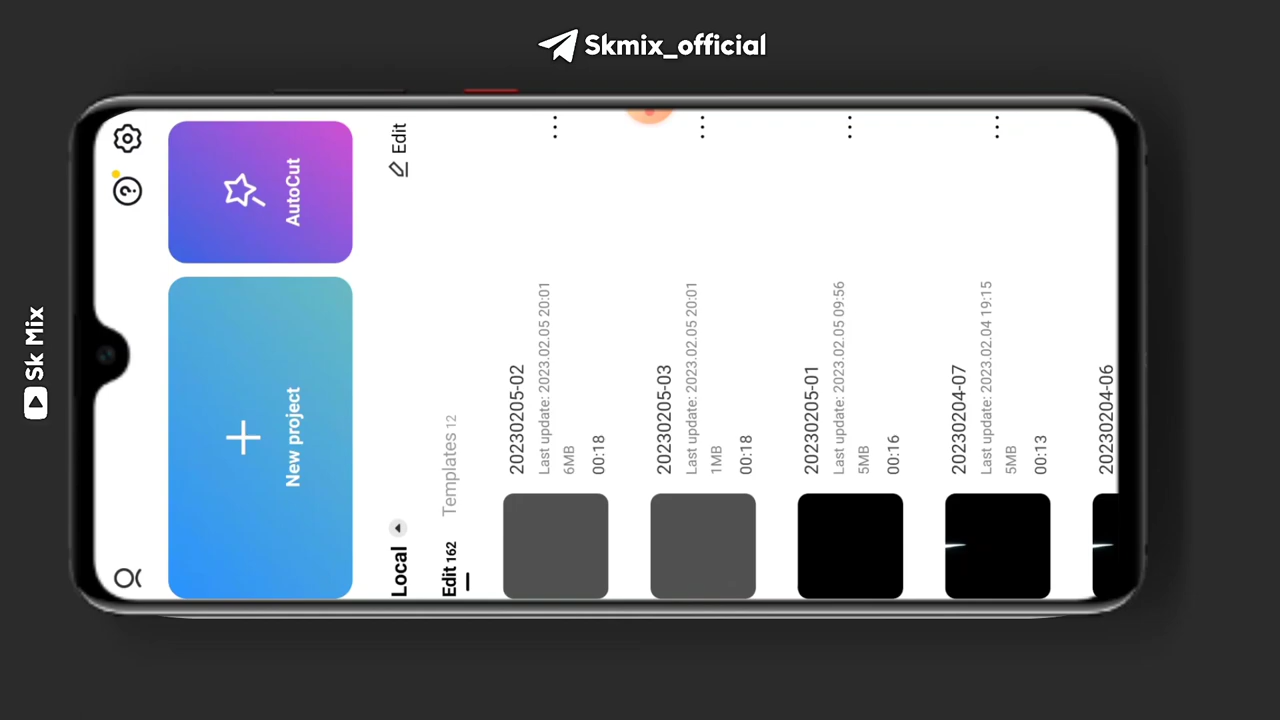 Skmix_official
Sk Mix
AutoCut
New project
Edit
Local
Edit 162
Templates 12
20230205-02
Last update: 2023.02.05 20:01
6MB
00:18
20230205-03
Last update: 2023.02.05 20:01
1MB
00:18
20230205-01
Last update: 2023.02.05 09:56
5MB
00:16
20230204-07
Last update: 2023.02.04 19:15
5MB
00:13
20230204-06